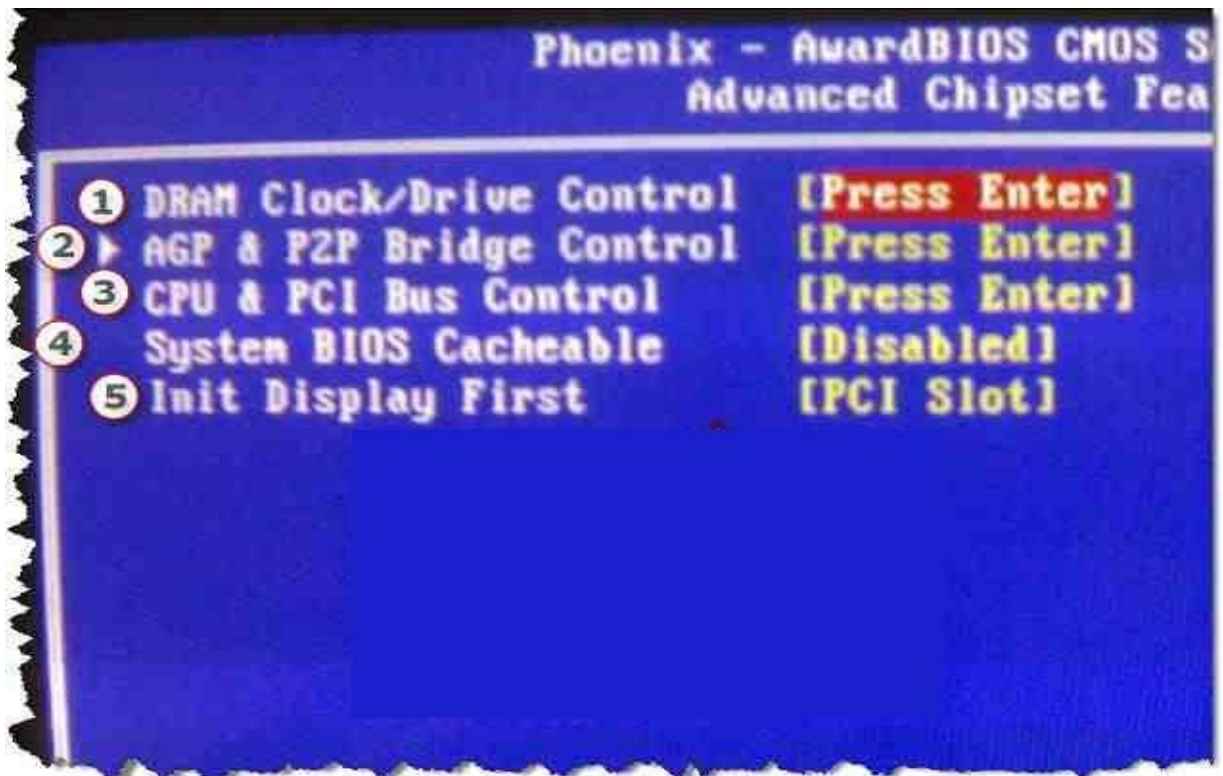 Phoenix - AwardBIOS CMOS S
Advanced Chipset Fea
1 DRAM Clock/Drive Control [Press Enter]
2 AGP & P2P Bridge Control [Press Enter]
3 CPU & PCI Bus Control [Press Enter]
4 System BIOS Cacheable [Disabled]
5 Init Display First [PCI Slot]